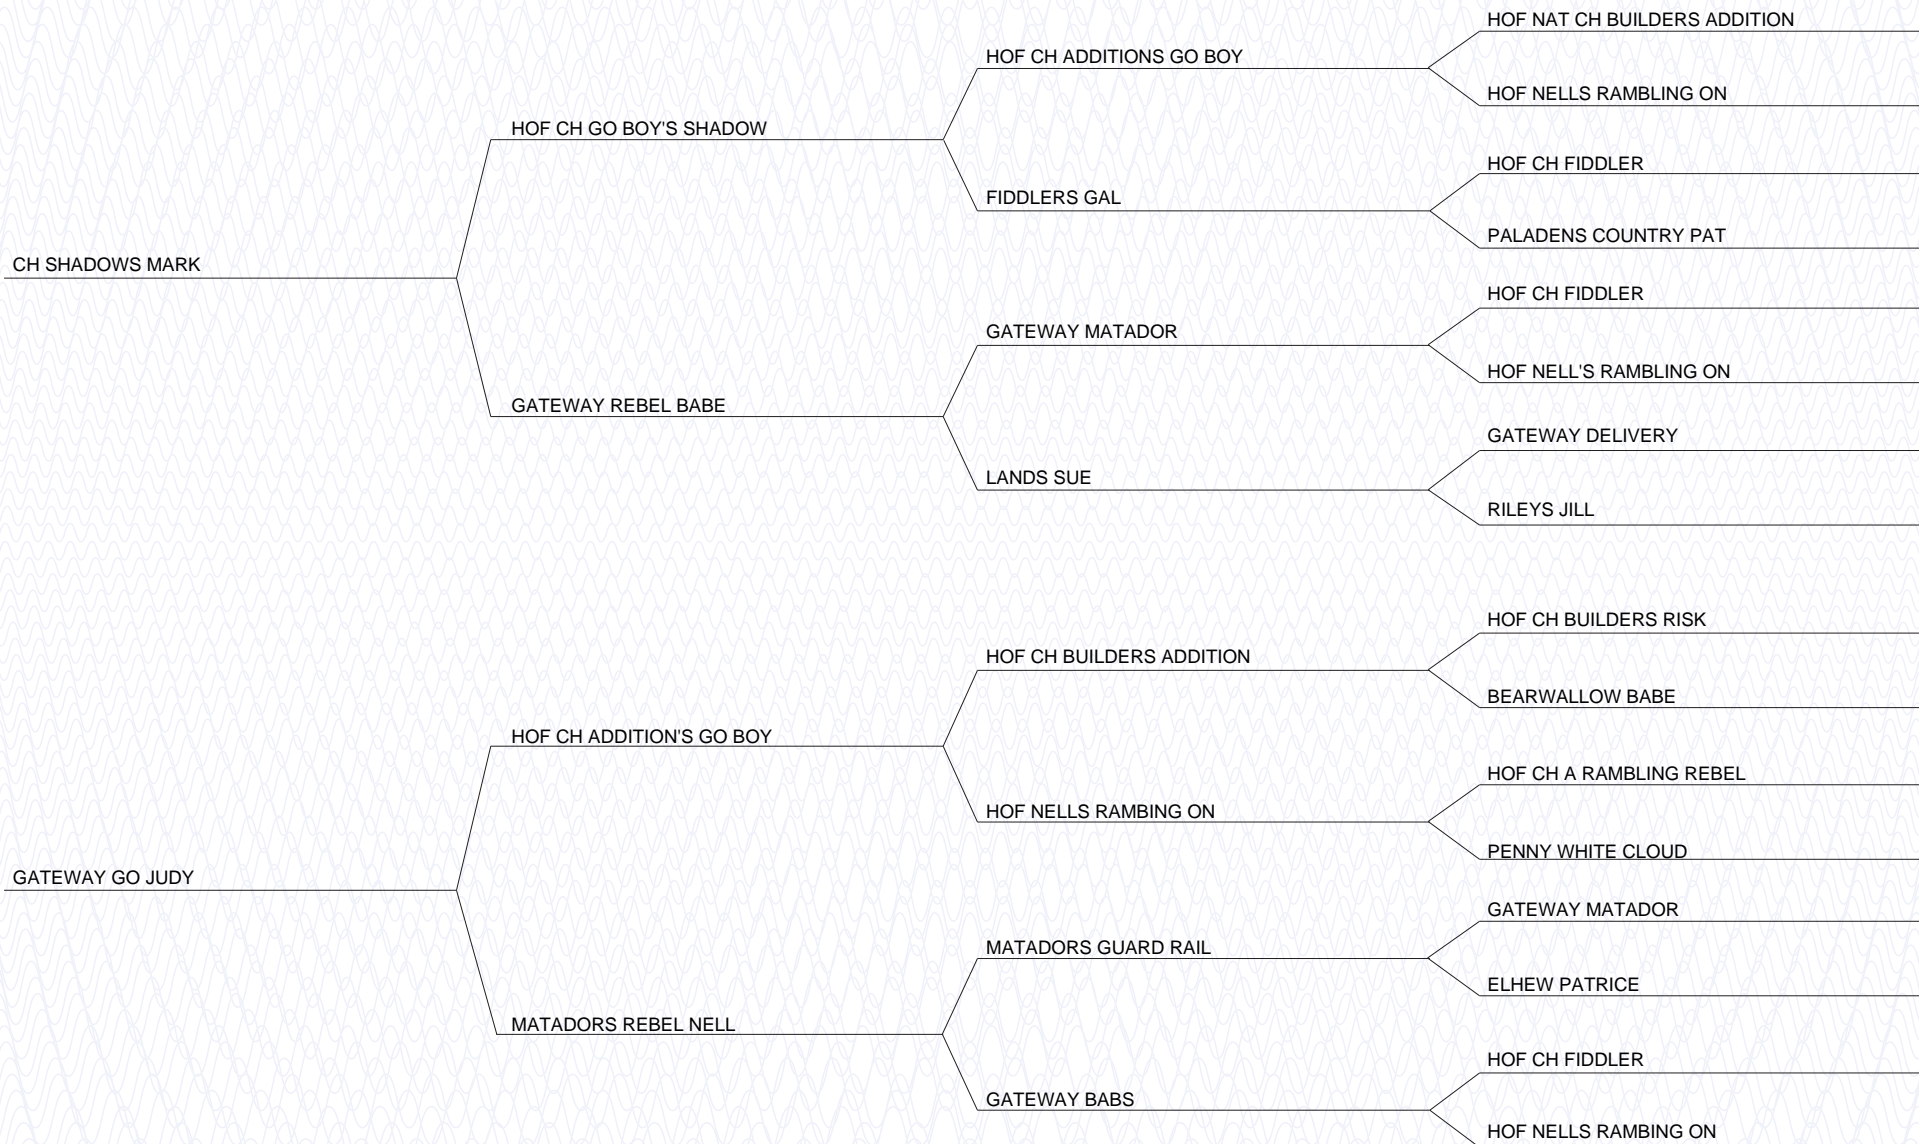 HOF NAT CH BUILDERS ADDITION
HOF CH ADDITIONS GO BOY
HOF NELLS RAMBLING ON
HOF CH GO BOY'S SHADOW
HOF CH FIDDLER
FIDDLERS GAL
PALADENS COUNTRY PAT
CH SHADOWS MARK
HOF CH FIDDLER
GATEWAY MATADOR
HOF NELL'S RAMBLING ON
GATEWAY REBEL BABE
GATEWAY DELIVERY
LANDS SUE
RILEYS JILL
HOF CH BUILDERS RISK
HOF CH BUILDERS ADDITION
BEARWALLOW BABE
HOF CH ADDITION'S GO BOY
HOF CH A RAMBLING REBEL
HOF NELLS RAMBING ON
PENNY WHITE CLOUD
GATEWAY GO JUDY
GATEWAY MATADOR
MATADORS GUARD RAIL
ELHEW PATRICE
MATADORS REBEL NELL
HOF CH FIDDLER
GATEWAY BABS
HOF NELLS RAMBING ON